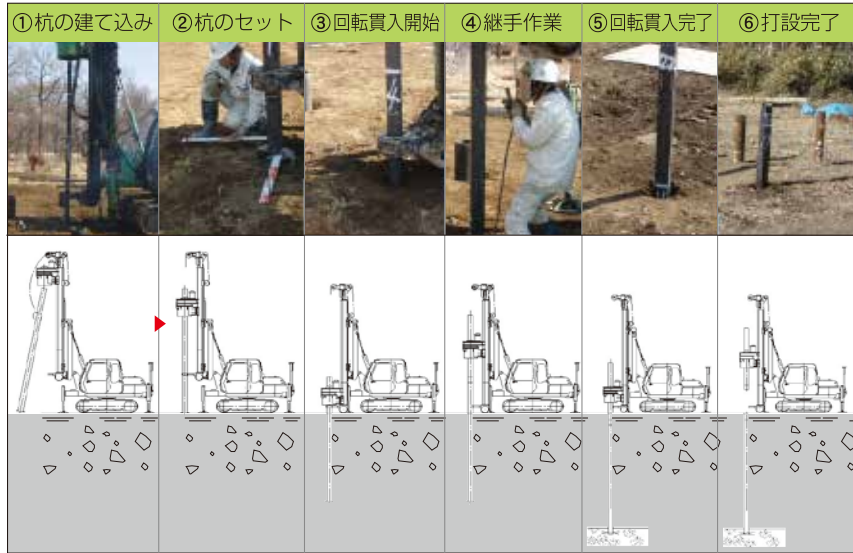 ①杭の建て込み
②杭のセット
③回転貫入開始
④継手作業
⑤回転貫入完了
⑥打設完了